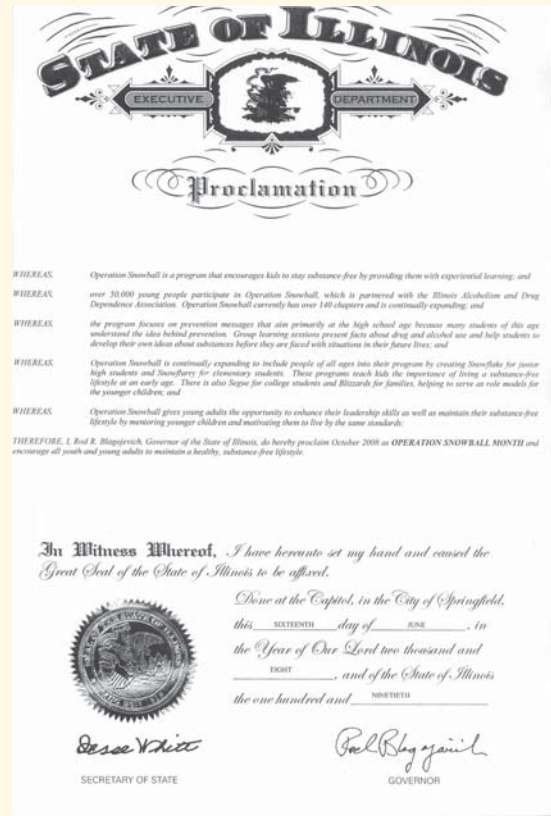 STATE OF ILLINOIS
EXECUTIVE DEPARTMENT
Proclamation
WHEREAS, Operation Snowball is a program that encourages kids to stay substance-free by providing them with experiential learning; and
WHEREAS, over 50,000 young people participate in Operation Snowball, which is partnered with the Illinois Alcoholism and Drug
Dependence Association. Operation Snowball currently has over 140 chapters and is continually expanding; and
WHEREAS, the program focuses on prevention messages that aim primarily at the high school age because many students of this age
understand the idea behind prevention. Group learning sessions present facts about drug and alcohol use and help students to
develop their own ideas about substances before they are faced with situations in their future lives; and
WHEREAS, Operation Snowball is continually expanding to include people of all ages into their program by creating Snowflake for junior
high students and Snowflurry for elementary students. These programs teach kids the importance of living a substance-free
lifestyle at an early age. There is also Segue for college students and Blizzards for families, helping to serve as role models for
the younger children; and
WHEREAS, Operation Snowball gives young adults the opportunity to enhance their leadership skills as well as maintain their substance-free
lifestyle by mentoring younger children and motivating them to live by the same standards:
THEREFORE, I, Rod R. Blagojevich, Governor of the State of Illinois, do hereby proclaim October 2008 as OPERATION SNOWBALL MONTH and
encourage all youth and young adults to maintain a healthy, substance-free lifestyle.
In Witness Whereof, I have hereunto set my hand and caused the
Great Seal of the State of Illinois to be affixed.
Done at the Capitol, in the City of Springfield,
this SIXTEENTH day of JUNE, in
the Year of Our Lord two thousand and
EIGHT, and of the State of Illinois
the one hundred and NINETIETH
SEAL OF THE STATE OF ILLINOIS
AUG. 26TH 1818
Jesse White
Rod Blagojevich
SECRETARY OF STATE
GOVERNOR